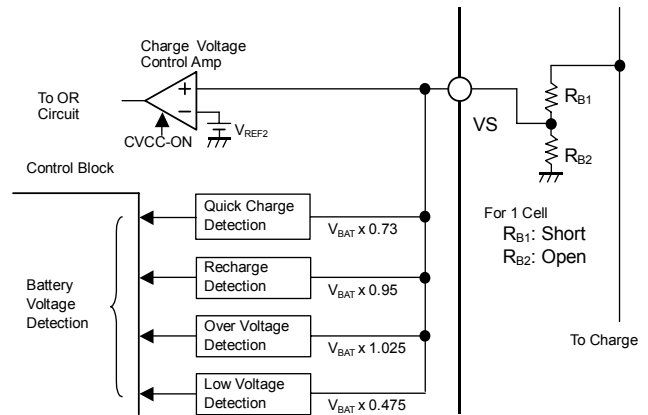 Charge Voltage
Control Amp
To OR
Circuit
+
−
VREF2
CVCC-ON
VS
RB1
RB2
Control Block
For 1 Cell
RB1: Short
RB2: Open
Quick Charge
Detection
VBAT x 0.73
Recharge
Detection
VBAT x 0.95
Battery
Voltage
Detection
Over Voltage
Detection
VBAT x 1.025
To Charge
Low Voltage
Detection
VBAT x 0.475